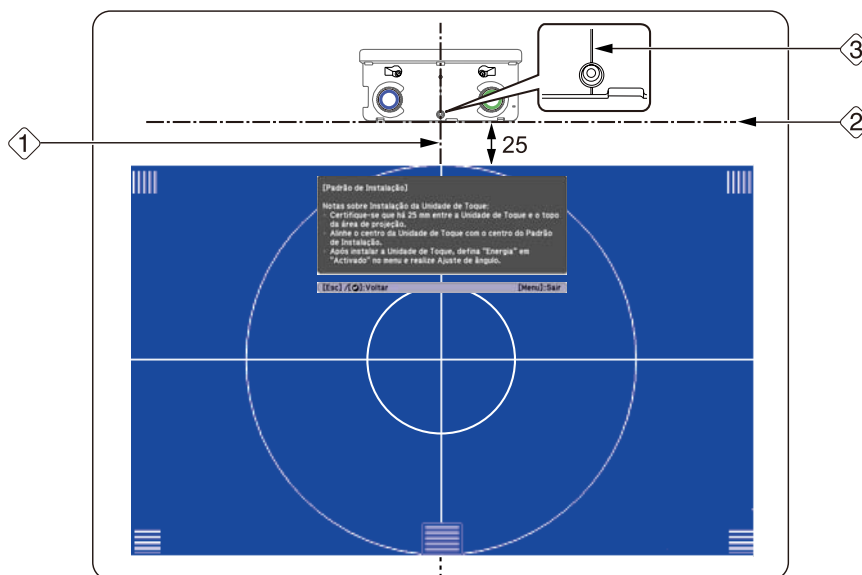 3
2
1
25
[Padrão de Instalação]
Notas sobre Instalação da Unidade de Toque:
· Certifique-se que há 25 mm entre a Unidade de Toque e o topo
da área de projeção.
· Alinhe o centro da Unidade de Toque com o centro do Padrão
de Instalação.
· Após instalar a Unidade de Toque, defina "Energia" em
"Activado" no menu e realize Ajuste de ângulo.
[Esc] /[⏎]:Voltar [Menu]:Sair